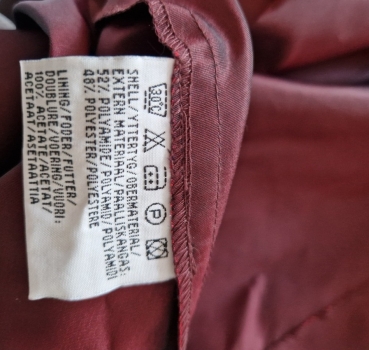 30°C P
SHELL/YTTERTYG/OBERMATERIAL/
EXTERN MATERIAAL/PÄÄLLISKANGAS:
52% POLYAMIDE/POLYAMID/POLYAMIDI
48% POLYESTER/POLYESTERE
LINING/FODER/FUTTER/
DOUBLURE/VOERING/VUORI:
100% ACETATE/ACETAT/
ACETAAT/ASETAATTIA